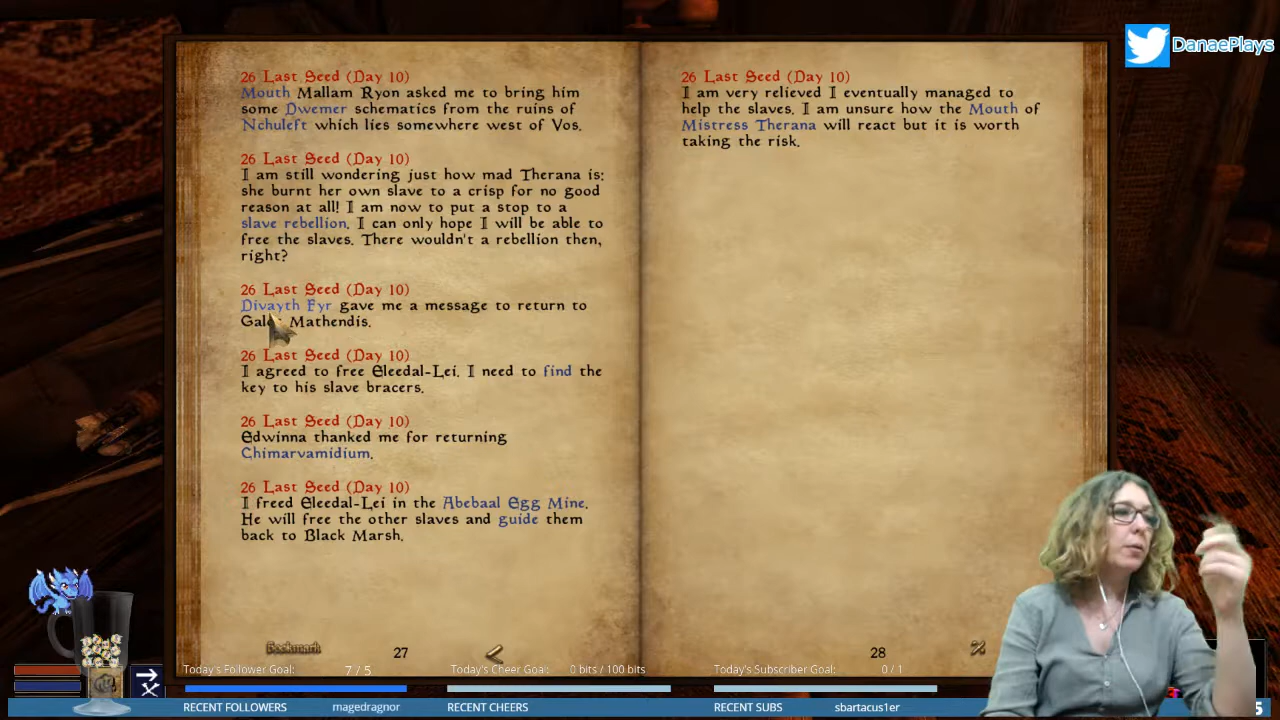 DanaePlays
26 Last Seed (Day 10)
Mouth Mallam Ryon asked me to bring him
some Dwemer schematics from the ruins of
Nchuleft which lies somewhere west of Vos.
26 Last Seed (Day 10)
I am still wondering just how mad Therana is:
she burnt her own slave to a crisp for no good
reason at all! I am now to put a stop to a
slave rebellion. I can only hope I will be able to
free the slaves. There wouldn't a rebellion then,
right?
26 Last Seed (Day 10)
Divayth Fyr gave me a message to return to
Mathendis.
26 Last Seed (Day 10)
I agreed to free Eleedal-Lei. I need to find the
key to his slave bracers.
26 Last Seed (Day 10)
Edwinna thanked me for returning
Chimarvamidium.
26 Last Seed (Day 10)
I freed Eleedal-Lei in the Abebaal Egg Mine.
He will free the other slaves and guide them
back to Black Marsh.
Bookmark
27
26 Last Seed (Day 10)
I am very relieved I eventually managed to
help the slaves. I am unsure how the Mouth of
Mistress Therana will react but it is worth
taking the risk.
28
Today's Follower Goal: 7 / 5
Today's Cheer Goal: 0 bits / 100 bits
Today's Subscriber Goal: 0 / 1
RECENT FOLLOWERS magedragnor
RECENT CHEERS
RECENT SUBS sbartacus1er
5